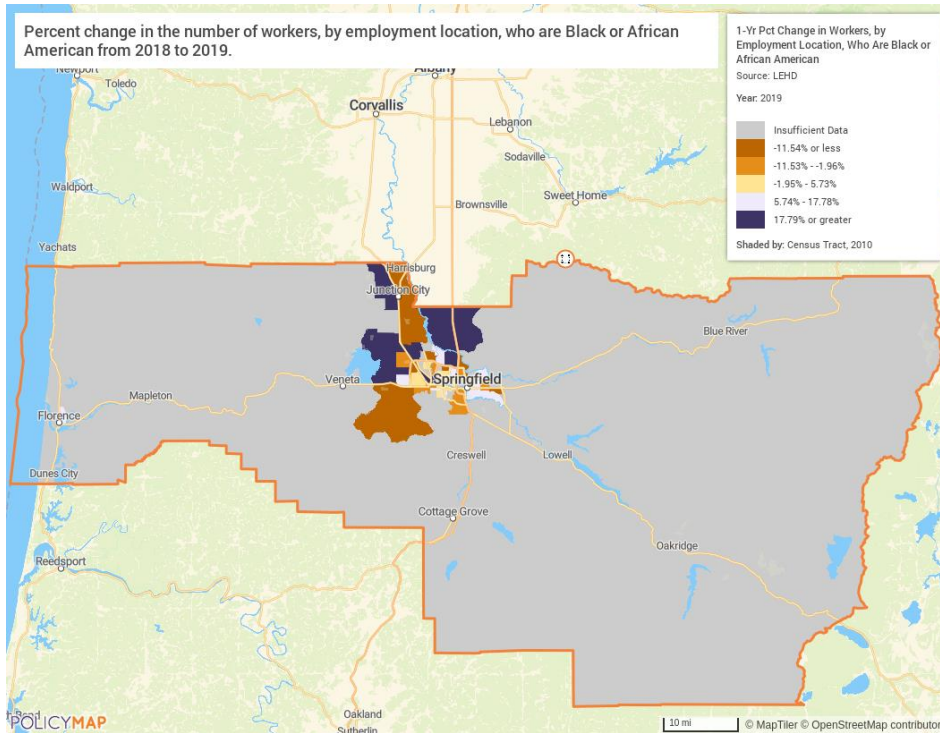 Percent change in the number of workers, by employment location, who are Black or African
American from 2018 to 2019.
1-Yr Pct Change in Workers, by
Employment Location, Who Are Black or
African American
Source: LEHD
Year: 2019
Insufficient Data
-11.54% or less
-11.53% - -1.96%
-1.95% - 5.73%
5.74% - 17.78%
17.79% or greater
Shaded by: Census Tract, 2010
Newport
Toledo
Albany
Corvallis
Lebanon
Sodaville
Waldport
Sweet Home
Brownsville
Yachats
Harrisburg
Junction City
Blue River
Veneta
Springfield
Mapleton
Florence
Creswell
Lowell
Dunes City
Cottage Grove
Oakridge
Reedsport
Oakland
Sutherlin
Bend
POLICYMAP
10 mi
© MapTiler © OpenStreetMap contributor